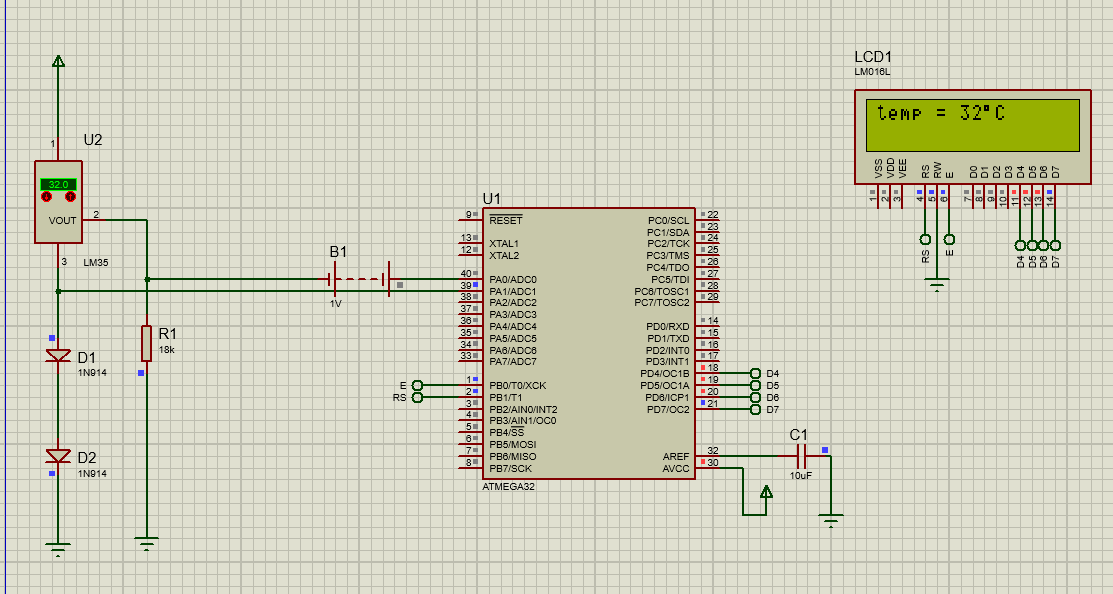 U2
1
32.0
VOUT
2
3
LM35
D1
1N914
D2
1N914
R1
18k
B1
1V
U1
9
RESET
13
XTAL1
12
XTAL2
40
PA0/ADC0
39
PA1/ADC1
38
PA2/ADC2
37
PA3/ADC3
36
PA4/ADC4
35
PA5/ADC5
34
PA6/ADC6
33
PA7/ADC7
E
1
PB0/T0/XCK
RS
2
PB1/T1
3
PB2/AIN0/INT2
4
PB3/AIN1/OC0
5
PB4/SS
6
PB5/MOSI
7
PB6/MISO
8
PB7/SCK
PC0/SCL
22
PC1/SDA
23
PC2/TCK
24
PC3/TMS
25
PC4/TDO
26
PC5/TDI
27
PC6/TOSC1
28
PC7/TOSC2
29
PD0/RXD
14
PD1/TXD
15
PD2/INT0
16
PD3/INT1
17
PD4/OC1B
18
D4
PD5/OC1A
19
D5
PD6/ICP1
20
D6
PD7/OC2
21
D7
AREF
32
AVCC
30
ATMEGA32
C1
10uF
LCD1
LM016L
temp = 32°C
VSS
VDD
VEE
RS
RW
E
D0
D1
D2
D3
D4
D5
D6
D7
1
2
3
4
5
6
7
8
9
10
11
12
13
14
RS
E
D4
D5
D6
D7